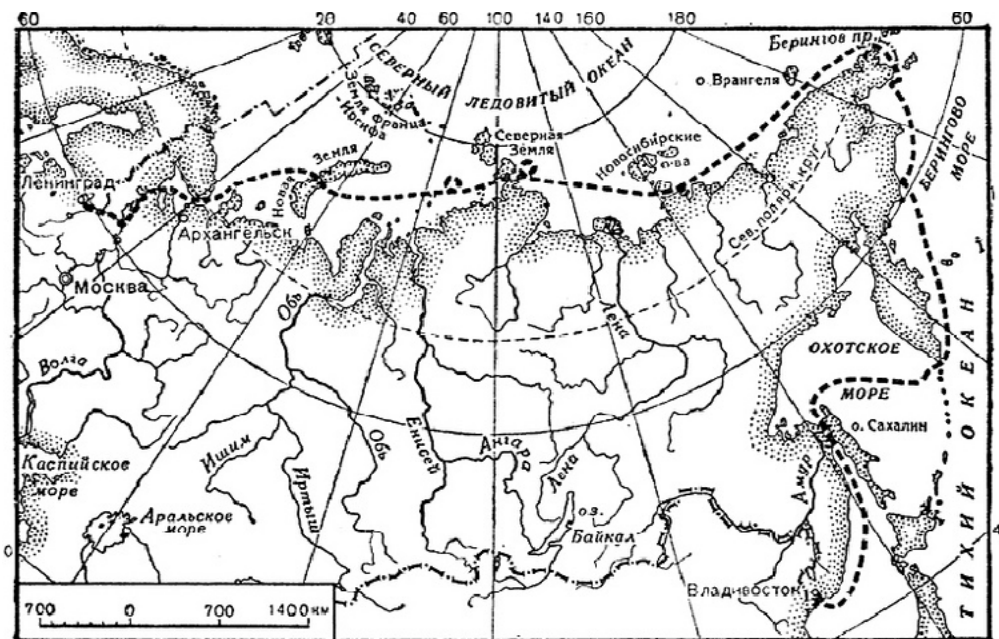 60
20
40
60
100
140
160
180
60
СЕВЕРНЫЙ ЛЕДОВИТЫЙ ОКЕАН
Берингов пр.
о. Врангеля
Земля Франца
-Иосифа
Северная
Земля
Новосибирские
о-ва
БЕРИНГОВО
МОРЕ
Новая Земля
Ленинград
Архангельск
Сев. полярн. круг
Москва
Обь
Лена
Волга
ОХОТСКОЕ
МОРЕ
о. Сахалин
ТИХИЙ ОКЕАН
Каспийское
море
Ишим
Иртыш
Обь
Енисей
Ангара
Лена
Амур
Аральское
море
оз.
Байкал
Владивосток
700
0
700
1400 км